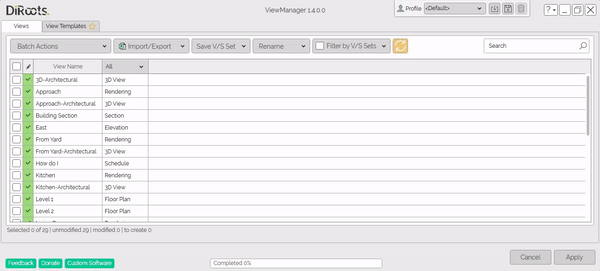 DiRoots.
ViewManager 1.4.0.0
Profile <Default>
? -
Views
View Templates
Batch Actions
Import/Export
Save V/S Set
Rename
Filter by V/S Sets
Search
View Name All
3D-Architectural 3D View
Approach Rendering
Approach-Architectural 3D View
Building Section Section
East Elevation
From Yard Rendering
From Yard-Architectural 3D View
How do I Schedule
Kitchen Rendering
Kitchen-Architectural 3D View
Level 1 Floor Plan
Level 2 Floor Plan
Selected 0 of 29 | unmodified 29 | modified 0 | to create 0
Cancel
Apply
Feedback
Donate
Custom Software
Completed 0%